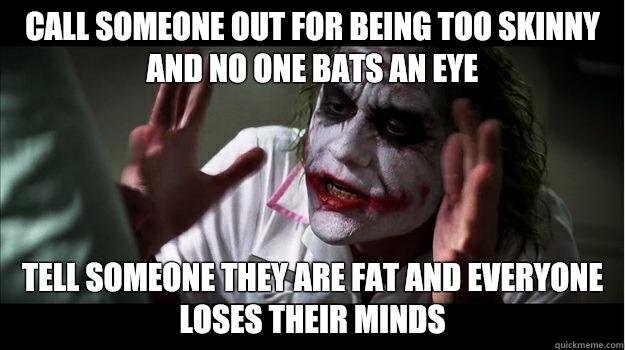 CALL SOMEONE OUT FOR BEING TOO SKINNY
AND NO ONE BATS AN EYE
TELL SOMEONE THEY ARE FAT AND EVERYONE
LOSES THEIR MINDS
quickmeme.com